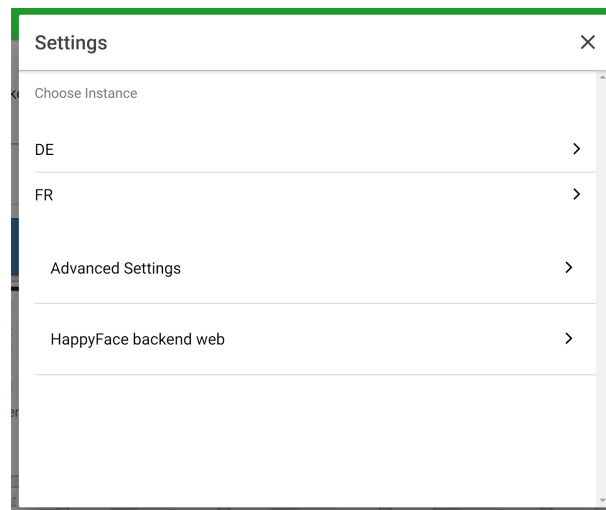 Settings
Choose Instance
DE
FR
Advanced Settings
HappyFace backend web